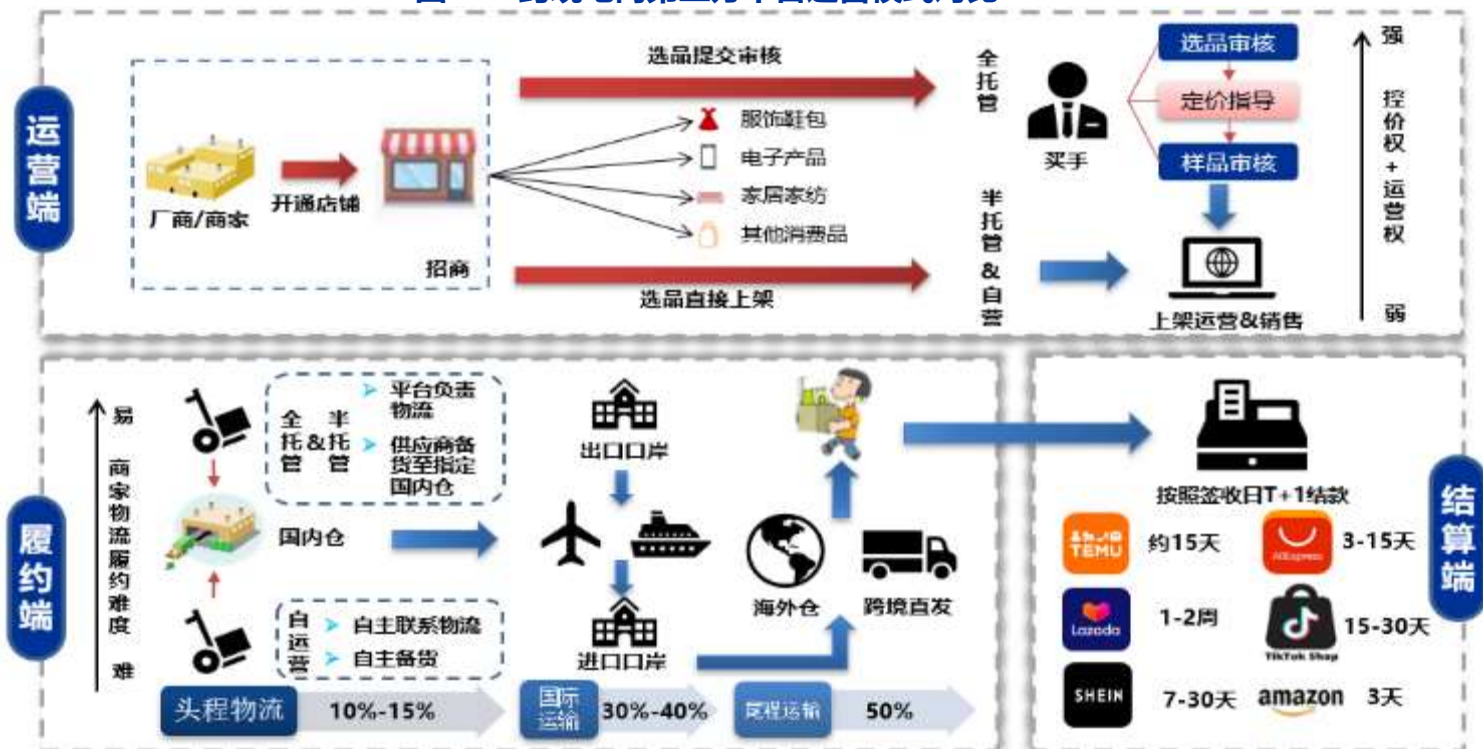 运营端
厂商/商家
开通店铺
招商
选品提交审核
服饰鞋包
电子产品
家居家纺
其他消费品
选品直接上架
全托管
半托管&自营
买手
选品审核
定价指导
样品审核
上架运营&销售
强
控价权+运营权
弱
履约端
易
商家物流履约难度
难
全托管&半托管
平台负责
物流
供应商备
货至指定
国内仓
国内仓
自运营
自主联系物流
自主备货
出口口岸
进口口岸
海外仓
跨境直发
头程物流
10%-15%
国际
运输
30%-40%
尾程运输
50%
结算端
按照签收日T+1结款
TEMU
约15天
AliExpress
3-15天
Lazada
1-2周
TikTok Shop
15-30天
SHEIN
7-30天
amazon
3天